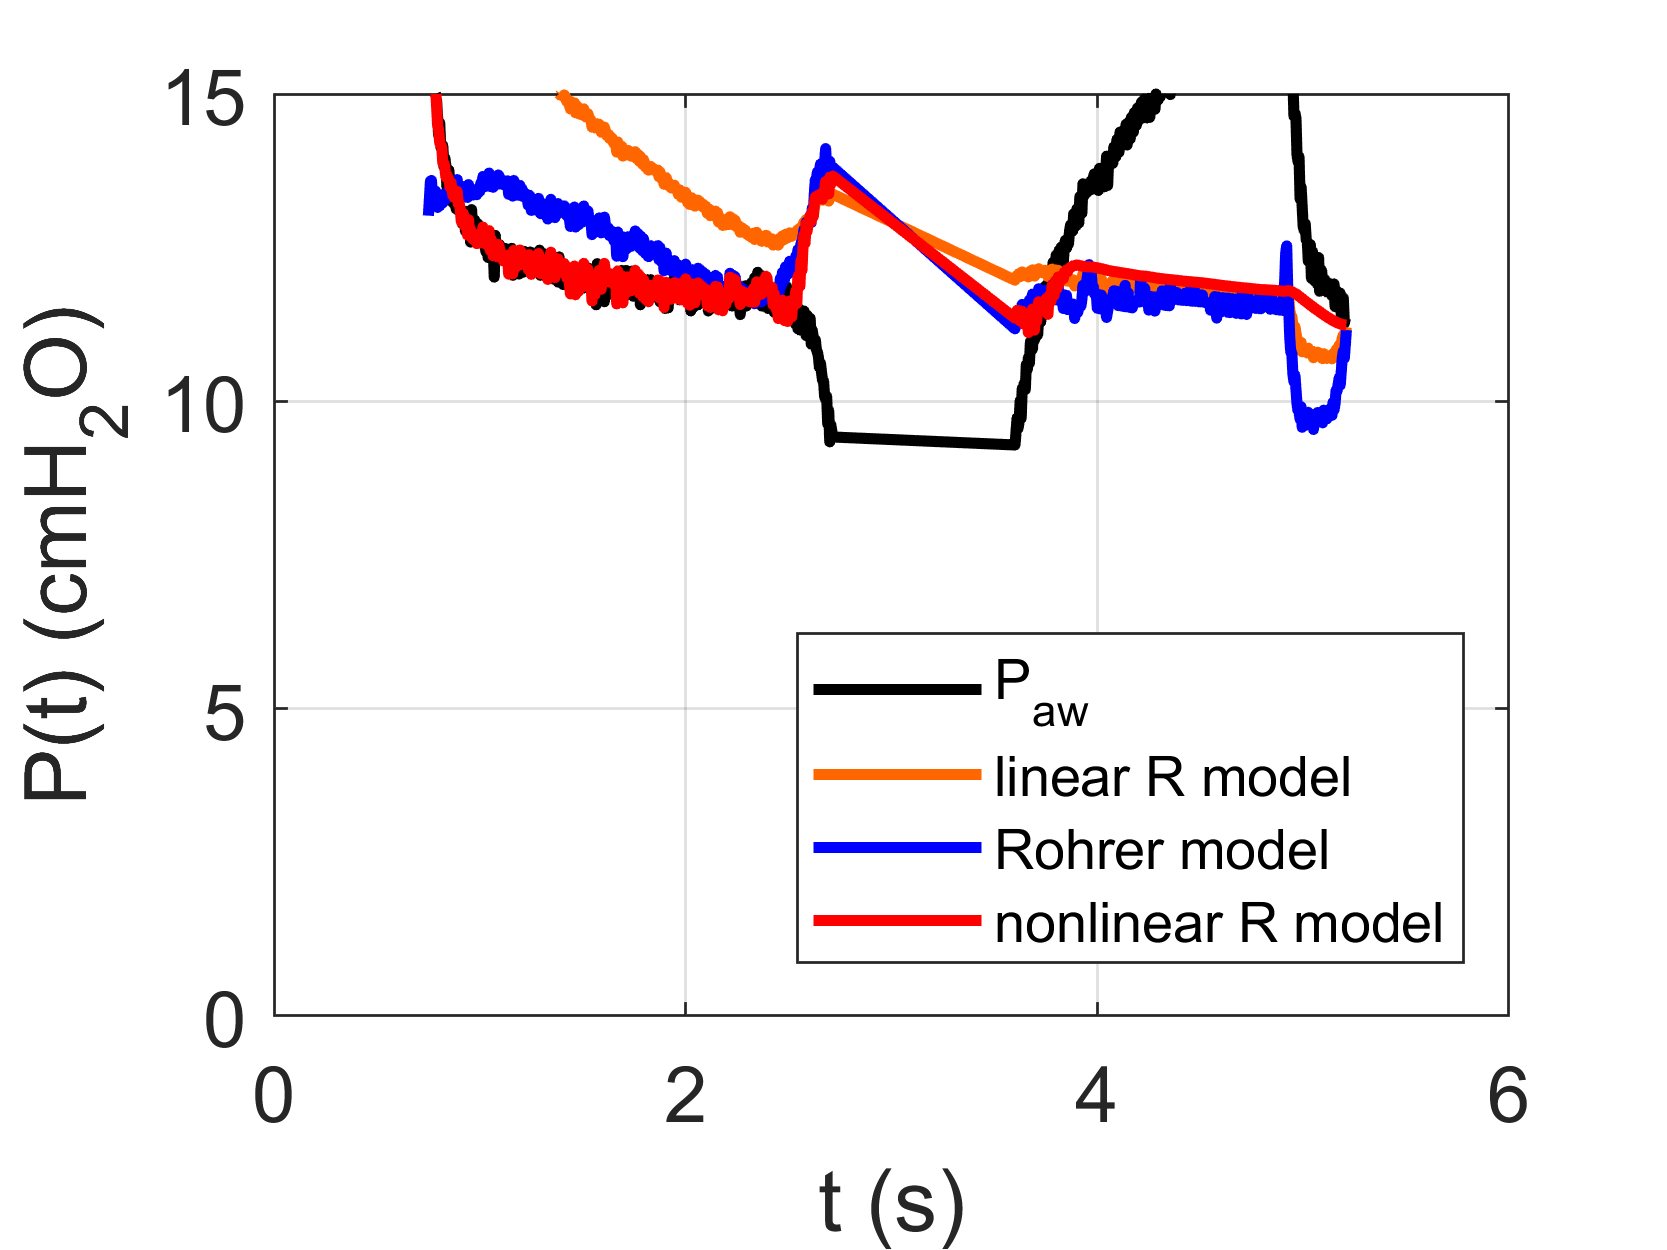 15
10
5
0
P(t) (cmH2O)
Paw
linear R model
Rohrer model
nonlinear R model
0 2 4 6
t (s)